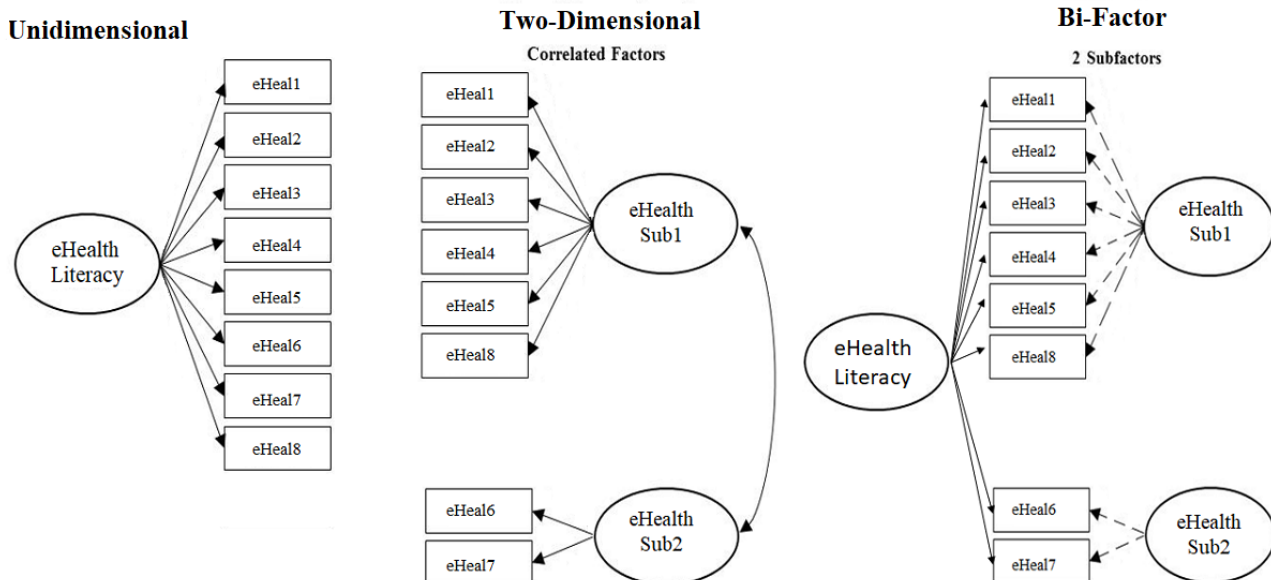 Unidimensional
eHealth
Literacy
eHeal1
eHeal2
eHeal3
eHeal4
eHeal5
eHeal6
eHeal7
eHeal8
Two-Dimensional
Correlated Factors
eHeal1
eHeal2
eHeal3
eHeal4
eHeal5
eHeal8
eHealth
Sub1
eHeal6
eHeal7
eHealth
Sub2
Bi-Factor
2 Subfactors
eHealth
Literacy
eHeal1
eHeal2
eHeal3
eHeal4
eHeal5
eHeal8
eHealth
Sub1
eHeal6
eHeal7
eHealth
Sub2